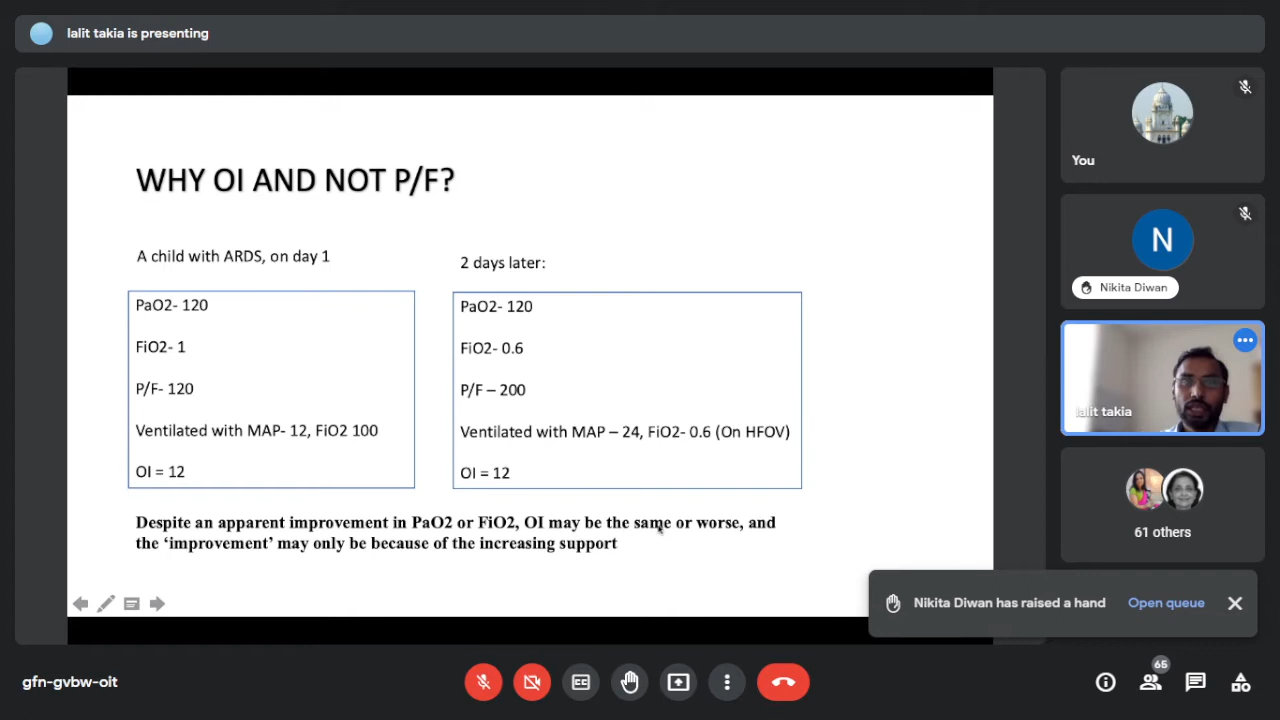 lalit takia is presenting
WHY OI AND NOT P/F?
A child with ARDS, on day 1
PaO2- 120
FiO2- 1
P/F- 120
Ventilated with MAP- 12, FiO2 100
OI = 12
2 days later:
PaO2- 120
FiO2- 0.6
P/F – 200
Ventilated with MAP – 24, FiO2- 0.6 (On HFOV)
OI = 12
Despite an apparent improvement in PaO2 or FiO2, OI may be the same or worse, and
the ‘improvement’ may only be because of the increasing support
You
N
Nikita Diwan
lalit takia
61 others
Nikita Diwan has raised a hand
Open queue
gfn-gvbw-oit
CC
65